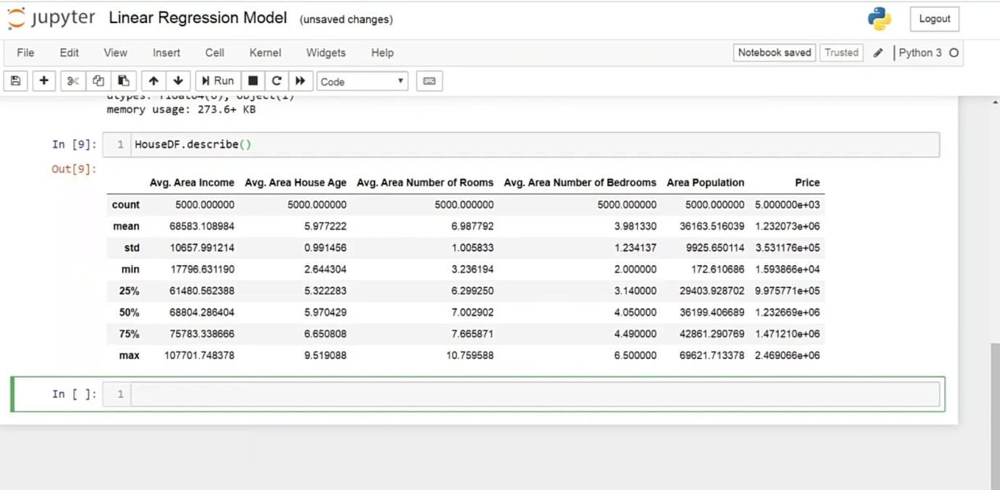 jupyter Linear Regression Model (unsaved changes) Logout
File Edit View Insert Cell Kernel Widgets Help Notebook saved Trusted Python 3
Run Code
memory usage: 273.6+ KB
In [9]: 1 HouseDF.describe()
Out[9]:
Avg. Area Income Avg. Area House Age Avg. Area Number of Rooms Avg. Area Number of Bedrooms Area Population Price
count 5000.000000 5000.000000 5000.000000 5000.000000 5000.000000 5.000000e+03
mean 68583.108984 5.977222 6.987792 3.981330 36163.516039 1.232073e+06
std 10657.991214 0.991456 1.005833 1.234137 9925.650114 3.531176e+05
min 17796.631190 2.644304 3.236194 2.000000 172.610686 1.593866e+04
25% 61480.562388 5.322283 6.299250 3.140000 29403.928702 9.975771e+05
50% 68804.286404 5.970429 7.002902 4.050000 36199.406689 1.232669e+06
75% 75783.338666 6.650808 7.665871 4.490000 42861.290769 1.471210e+06
max 107701.748378 9.519088 10.759588 6.500000 69621.713378 2.469066e+06
In [ ]: 1